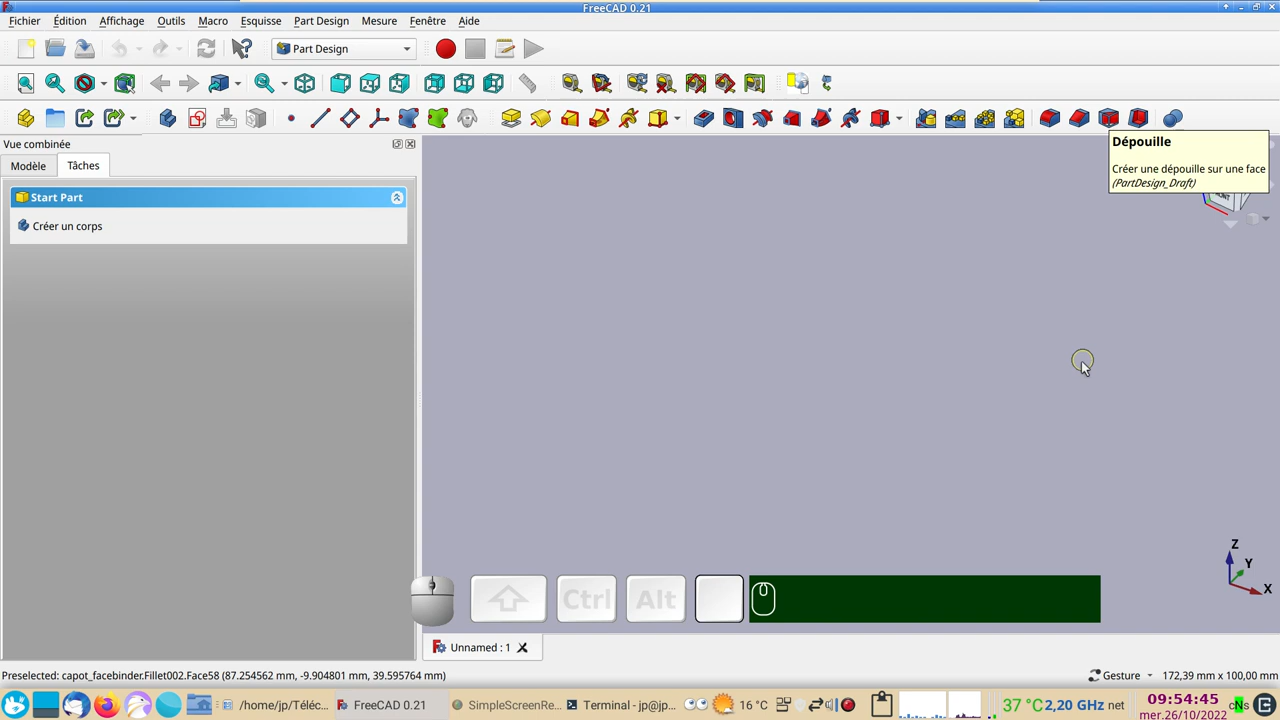 FreeCAD 0.21
Fichier Édition Affichage Outils Macro Esquisse Part Design Mesure Fenêtre Aide
Part Design
Vue combinée
Dépouille
Modèle Tâches
Créer une dépouille sur une face
(PartDesign_Draft)
Start Part
FRONT
Créer un corps
Z
Y
X
Ctrl Alt
Unnamed : 1
Preselected: capot_facebinder.Fillet002.Face58 (87.254562 mm, -9.904801 mm, 39.595764 mm) Gesture 172,39 mm x 100,00 mm
/home/jp/Téléc... FreeCAD 0.21 SimpleScreenRe... Terminal - jp@jp... 16 °C 37 °C 2,20 GHz net 09:54:45
mer.26/10/2022